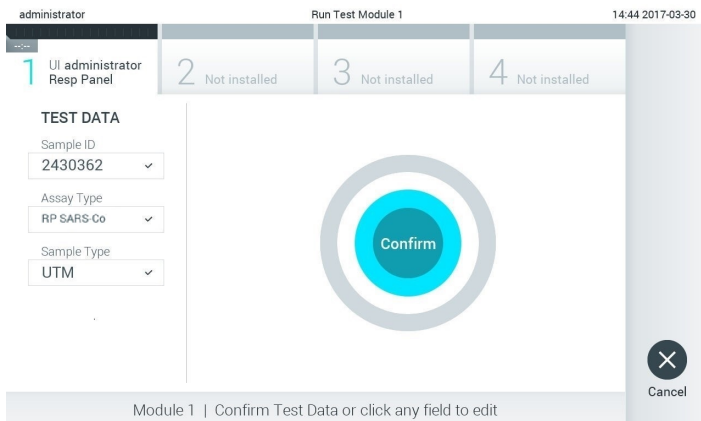 administrator
Run Test Module 1
14:44 2017-03-30
--:--
1
UI administrator
Resp Panel
2 Not installed
3 Not installed
4 Not installed
TEST DATA
Sample ID
2430362
Assay Type
RP SARS-Co
Sample Type
UTM
Confirm
Cancel
Module 1 | Confirm Test Data or click any field to edit